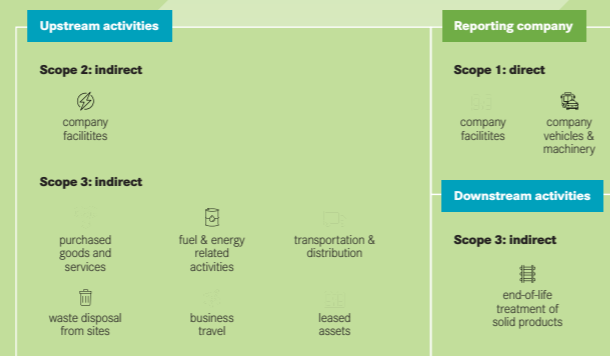 Upstream activities
Scope 2: indirect
company
facilitites
Scope 3: indirect
purchased
goods and
services
fuel & energy
related
activities
transportation &
distribution
waste disposal
from sites
business
travel
leased
assets
Reporting company
Scope 1: direct
company
facilitites
company
vehicles &
machinery
Downstream activities
Scope 3: indirect
end-of-life
treatment of
solid products